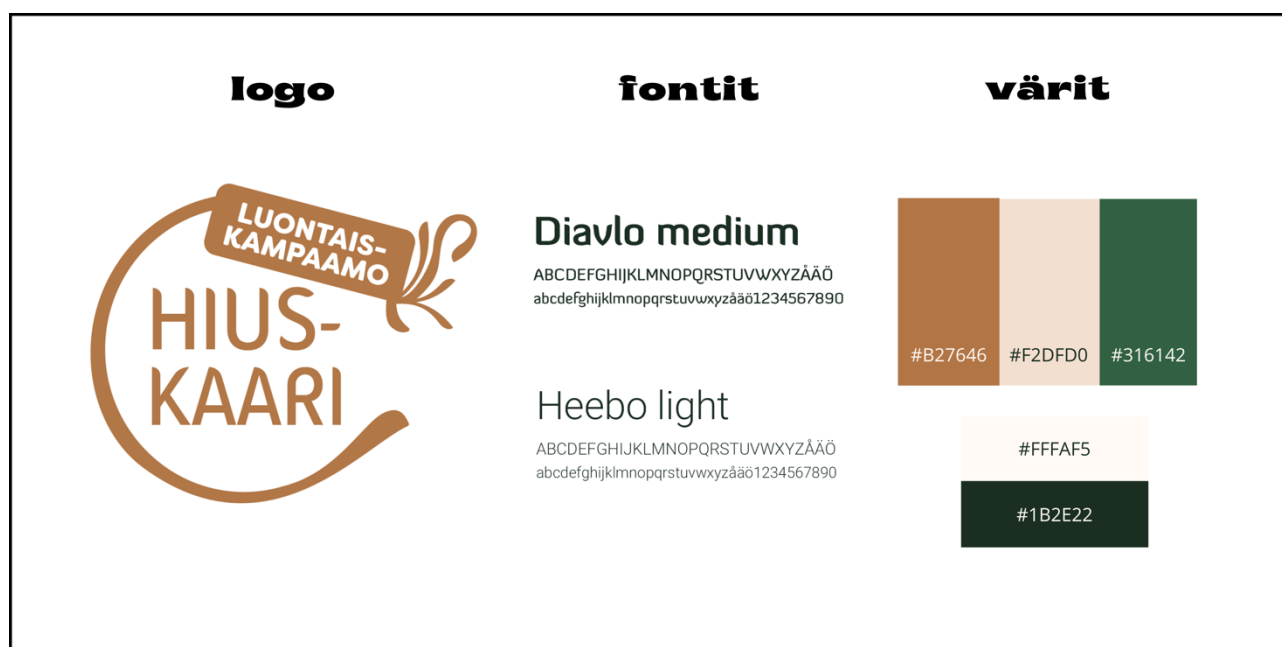 logo
LUONTAIS-
KAMPAAMO
HIUS-
KAARI
fontit
Diavlo medium
ABCDEFGHIJKLMNOPQRSTUVWXYZÅÄÖ
abcdefghijklmnopqrstuvwxyzåäö1234567890
Heebo light
ABCDEFGHIJKLMNOPQRSTUVWXYZÅÄÖ
abcdefghijklmnopqrstuvwxyzåäö1234567890
värit
#B27646
#F2DFD0
#316142
#FFFAF5
#1B2E22